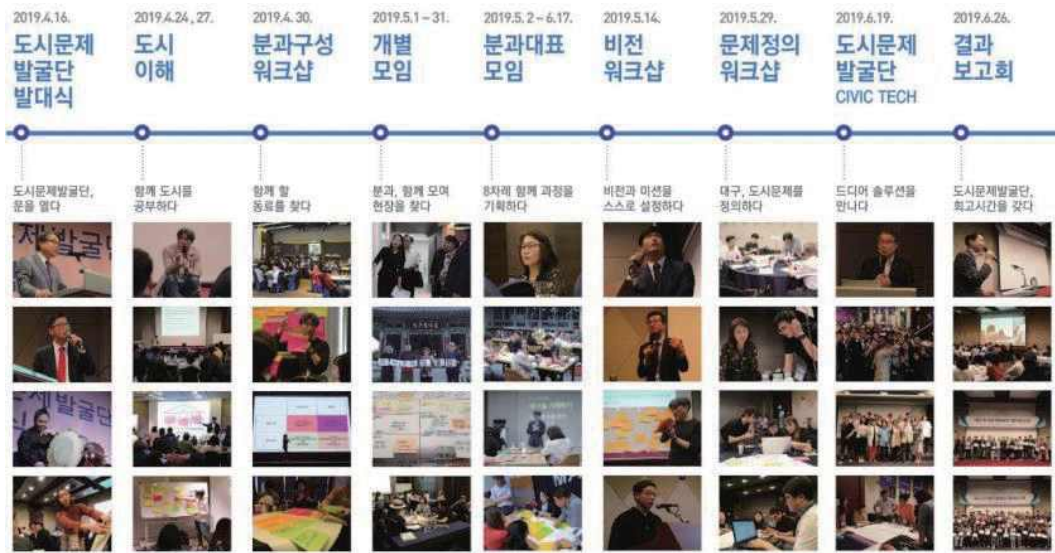 2019.4.16.
도시문제
발굴단
발대식
도시문제발굴단,
문을 열다
2019.4.24, 27.
도시
이해
함께 도시를
공부하다
2019.4.30.
분과구성
워크샵
함께 할
동료를 찾다
2019.5.1-31.
개별
모임
분과, 함께 모여
현장을 찾다
2019.5.2-6.17.
분과대표
모임
8차례 함께 과정을
기획하다
2019.5.14.
비전
워크샵
비전과 미션을
스스로 설정하다
2019.5.29.
문제정의
워크샵
대구, 도시문제를
정의하다
2019.6.19.
도시문제
발굴단
CIVIC TECH
드디어 솔루션을
만나다
2019.6.26.
결과
보고회
도시문제발굴단,
회고시간을 갖다
제발굴단
제발굴단